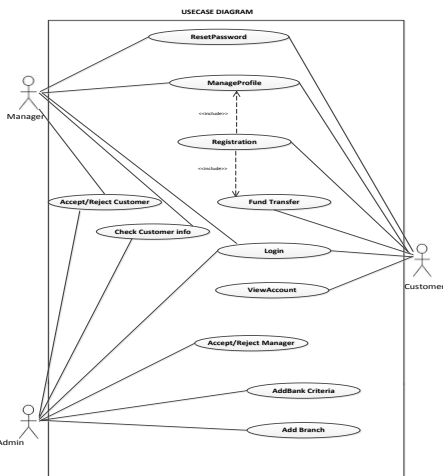 USECASE DIAGRAM
ResetPassword
ManageProfile
Manager
<<include>>
Registration
<<include>>
Accept/Reject Customer
Fund Transfer
Check Customer info
Login
Customer
ViewAccount
Accept/Reject Manager
AddBank Criteria
Add Branch
Admin